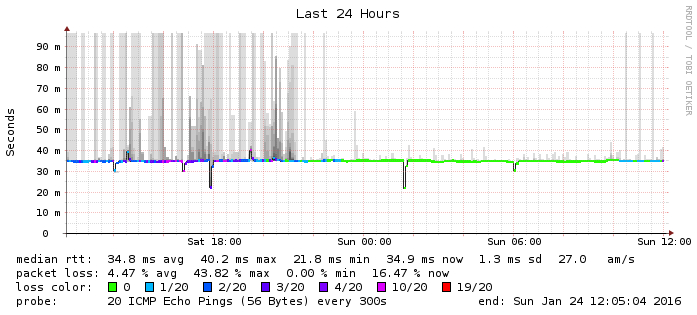 Last 24 Hours
RRDTOOL / TOBI OETIKER
Seconds
90 m
80 m
70 m
60 m
50 m
40 m
30 m
20 m
10 m
0
Sat 18:00 Sun 00:00 Sun 06:00 Sun 12:00
median rtt: 34.8 ms avg 40.2 ms max 21.8 ms min 34.9 ms now 1.3 ms sd 27.0 am/s
packet loss: 4.47 % avg 43.82 % max 0.00 % min 16.47 % now
loss color: 0 1/20 2/20 3/20 4/20 10/20 19/20
probe: 20 ICMP Echo Pings (56 Bytes) every 300s end: Sun Jan 24 12:05:04 2016